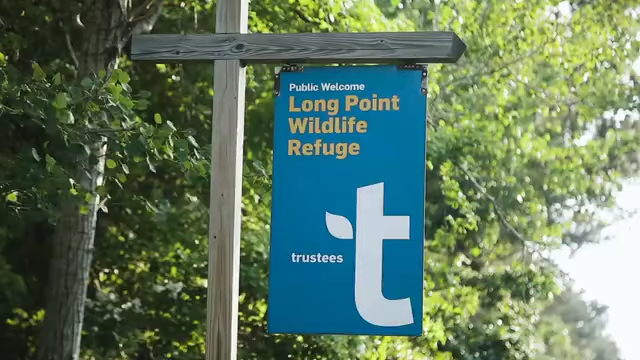 Public Welcome
Long Point
Wildlife
Refuge
trustees
t